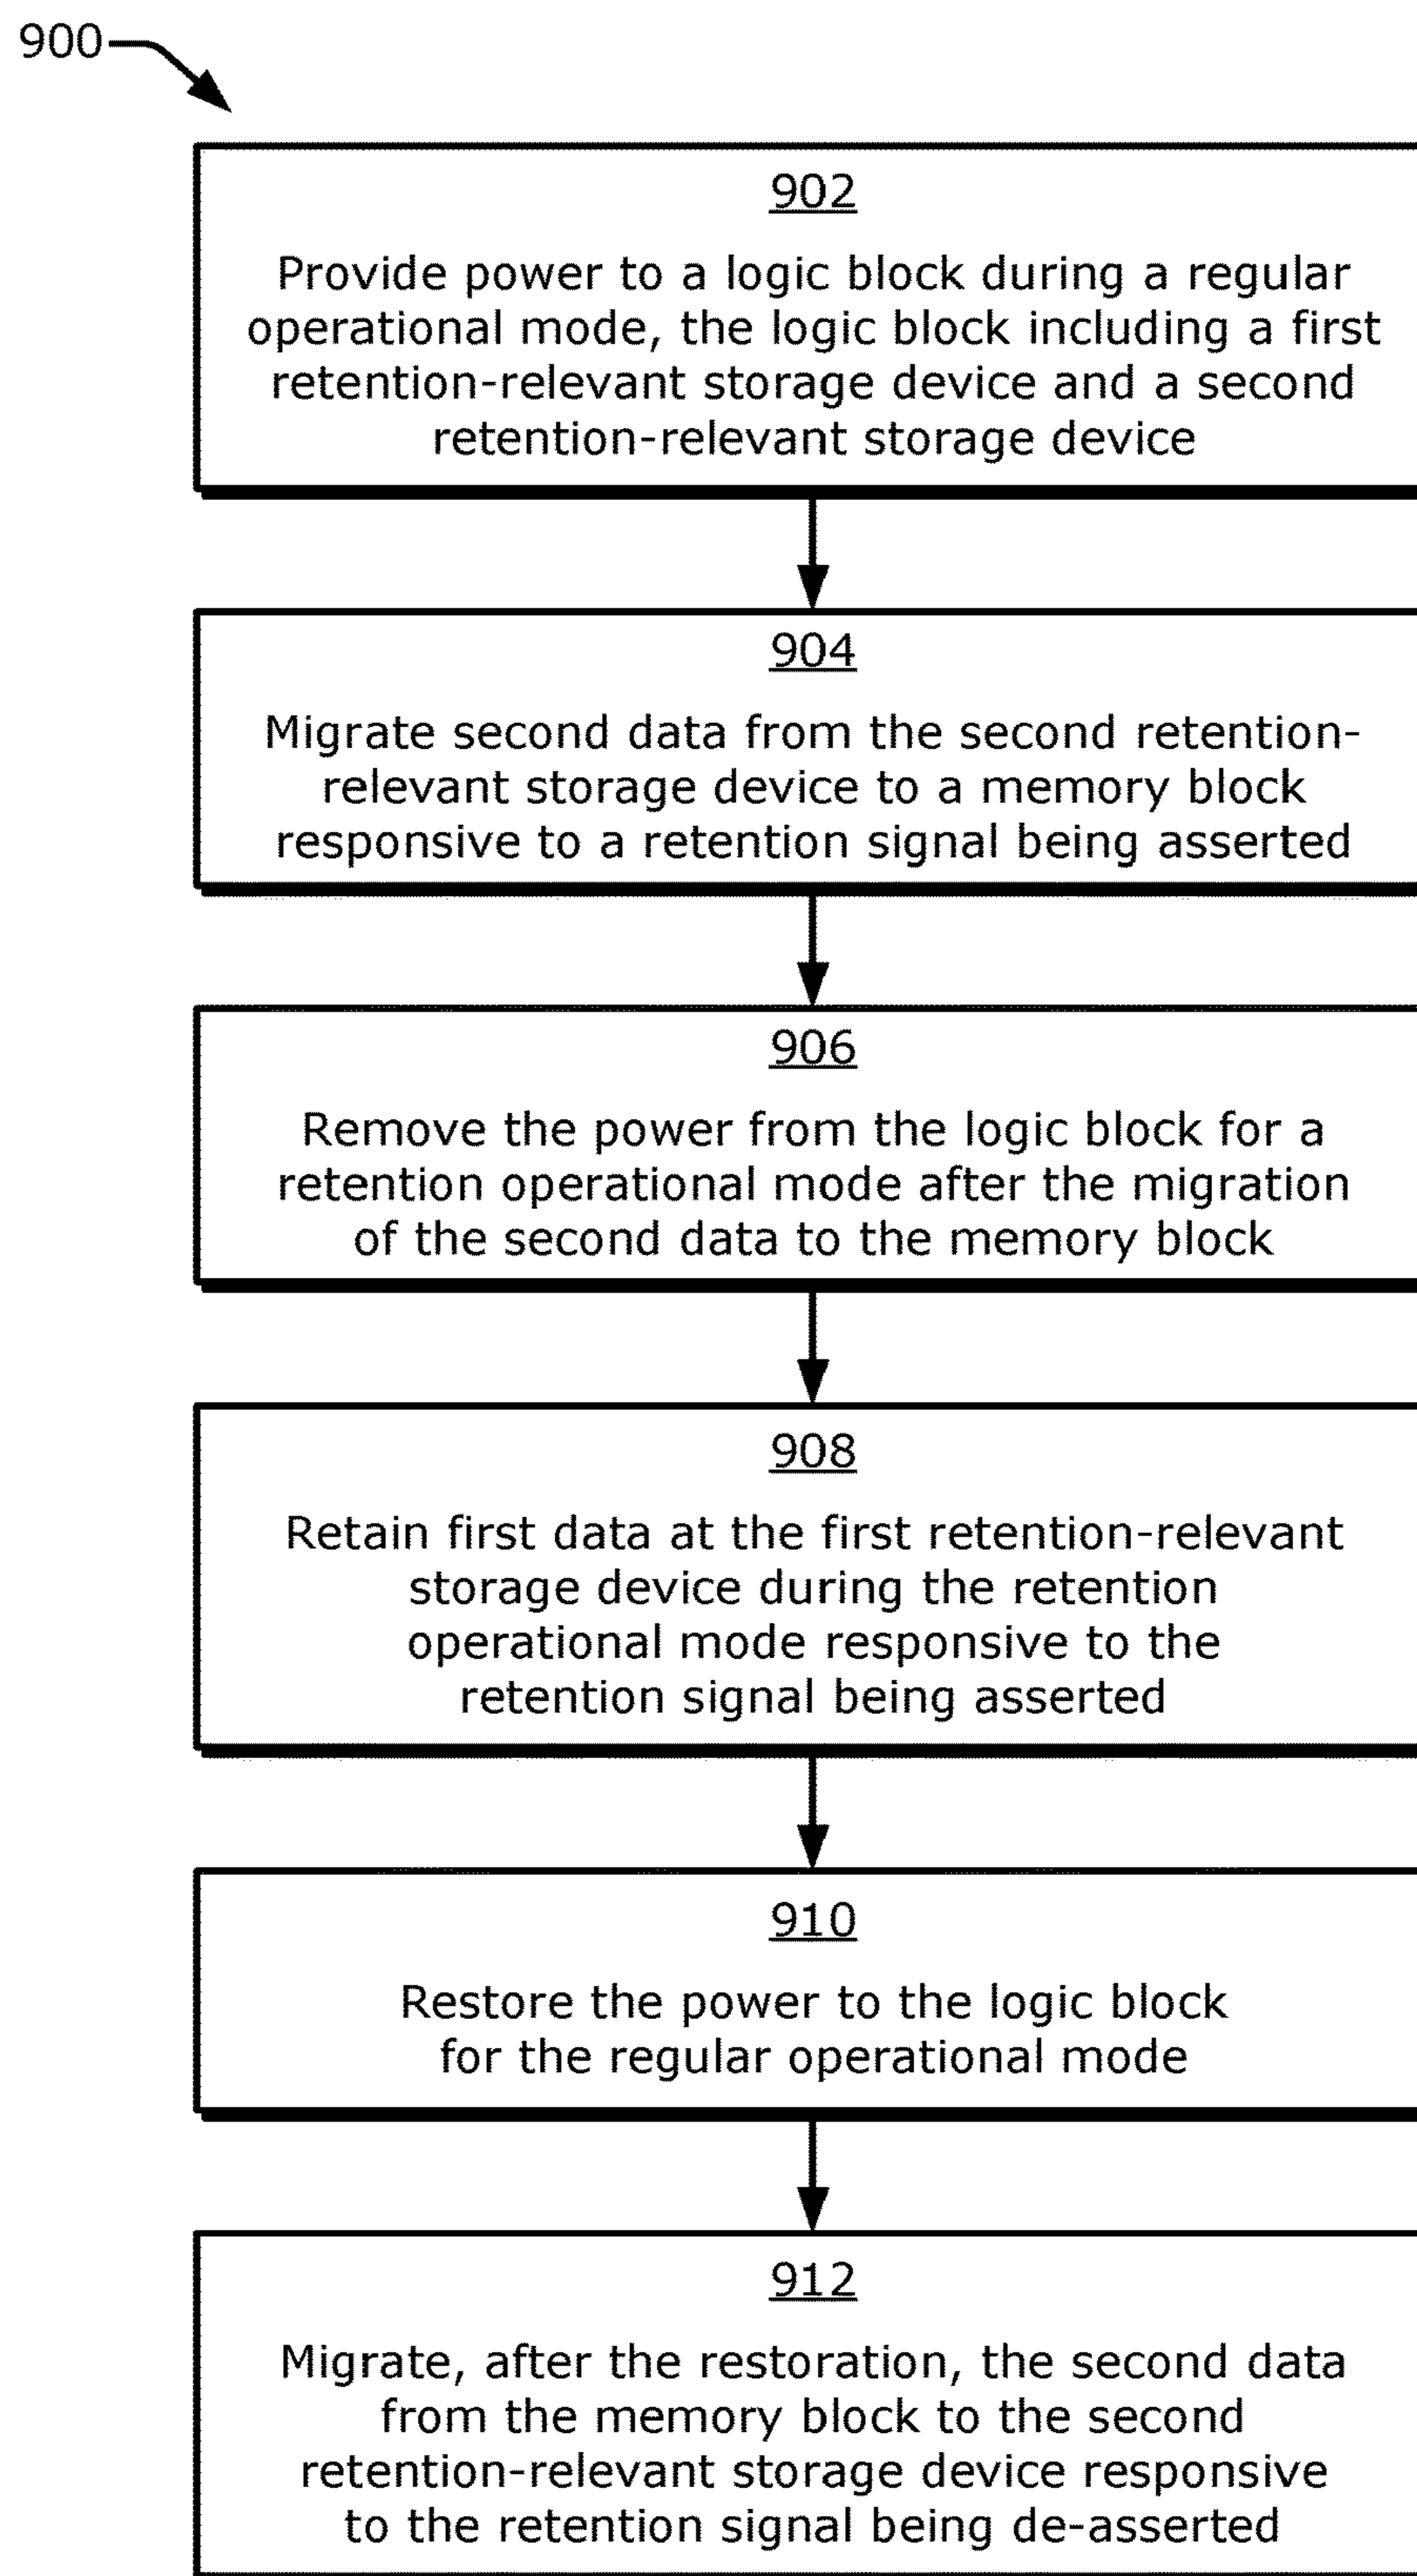 900
902
Provide power to a logic block during a regular
operational mode, the logic block including a first
retention-relevant storage device and a second
retention-relevant storage device
904
Migrate second data from the second retention-
relevant storage device to a memory block
responsive to a retention signal being asserted
906
Remove the power from the logic block for a
retention operational mode after the migration
of the second data to the memory block
908
Retain first data at the first retention-relevant
storage device during the retention
operational mode responsive to the
retention signal being asserted
910
Restore the power to the logic block
for the regular operational mode
912
Migrate, after the restoration, the second data
from the memory block to the second
retention-relevant storage device responsive
to the retention signal being de-asserted